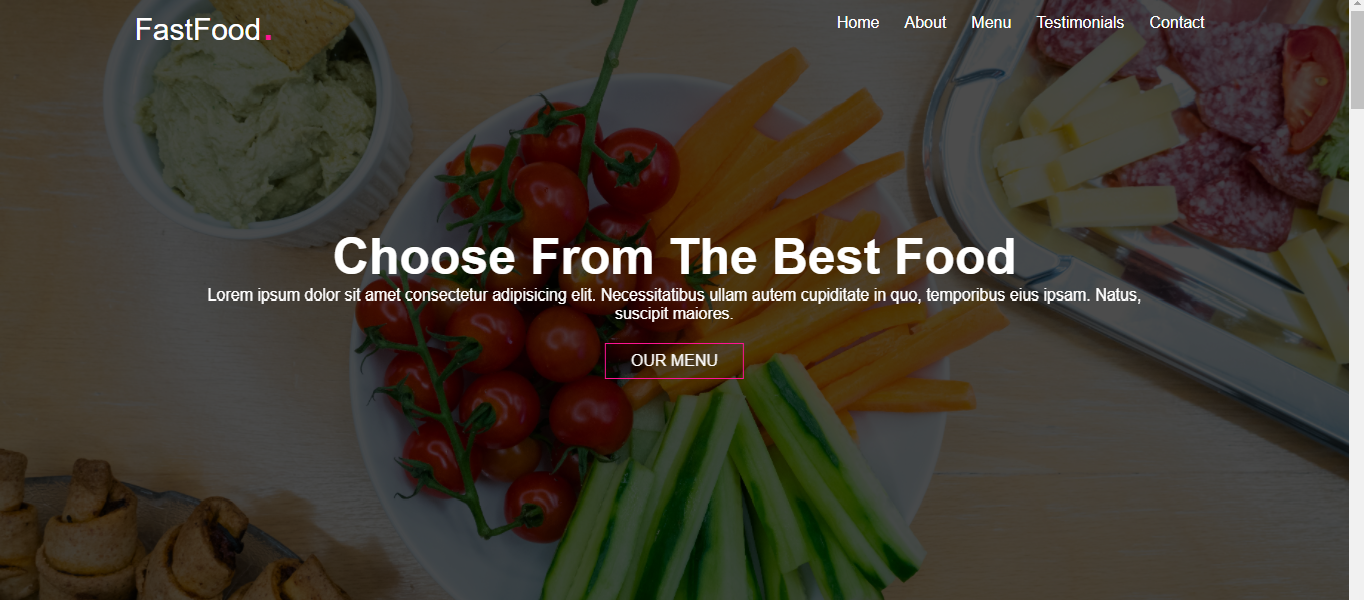 FastFood.
Home About Menu Testimonials Contact
Choose From The Best Food
Lorem ipsum dolor sit amet consectetur adipisicing elit. Necessitatibus ullam autem cupiditate in quo, temporibus eius ipsam. Natus,
suscipit maiores.
OUR MENU